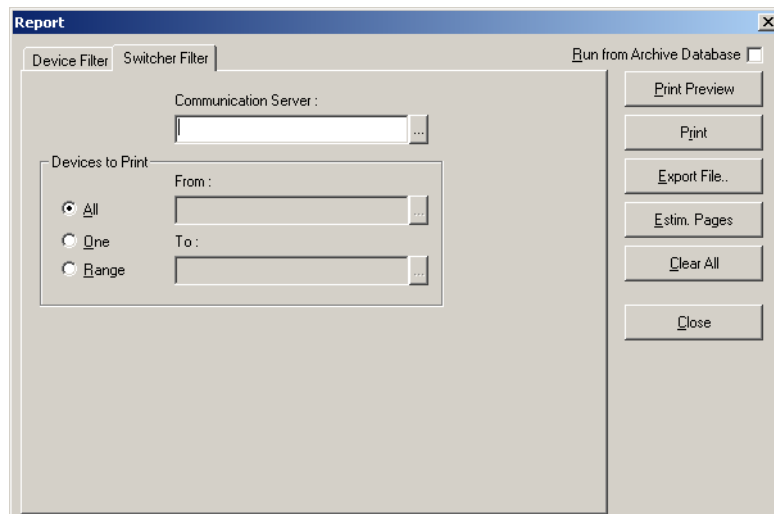 Report
Device Filter
Switcher Filter
Run from Archive Database
Communication Server :
...
Devices to Print
From :
All
...
One
To :
Range
...
Print Preview
Print
Export File..
Estim. Pages
Clear All
Close